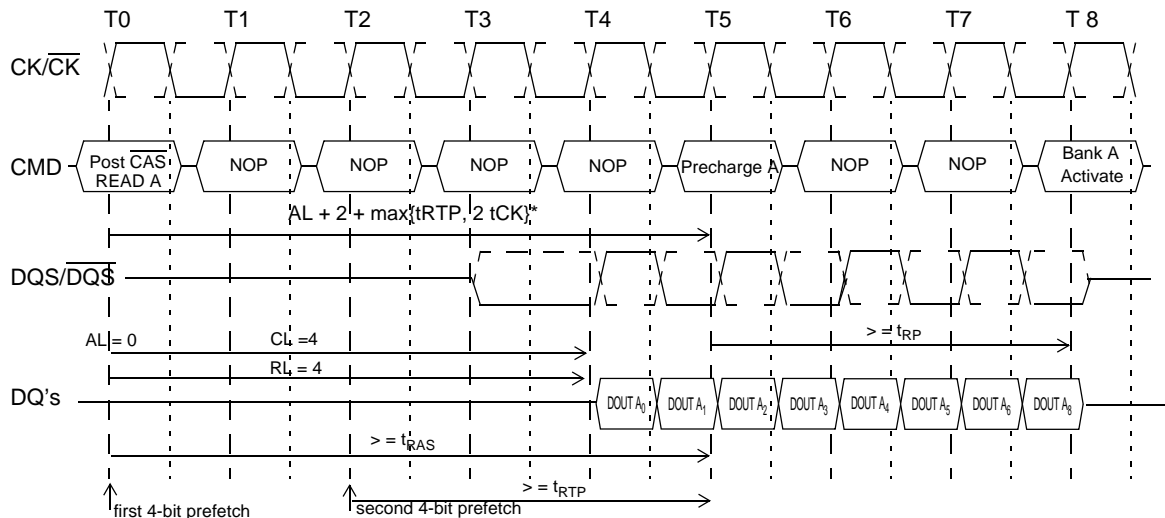 T0 T1 T2 T3 T4 T5 T6 T7 T 8
CK/CK
CMD
Post CAS READ A
NOP
NOP
NOP
NOP
Precharge A
NOP
NOP
Bank A Activate
AL + 2 + max{tRTP, 2 tCK}*
DQS/DQS
AL = 0
CL =4
> = tRP
RL = 4
DQ's
DOUT A0
DOUT A1
DOUT A2
DOUT A3
DOUT A4
DOUT A5
DOUT A6
DOUT A8
> = tRAS
> = tRTP
first 4-bit prefetch
second 4-bit prefetch